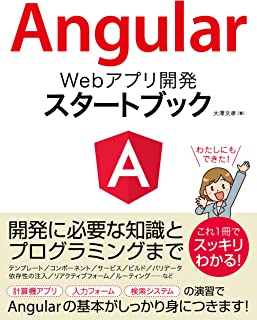 Angular
Webアプリ開発
スタートブック
大澤文孝 [著]
A
わたしにも
できた!
開発に必要な知識と
プログラミングまで
これ1冊で
スッキリ
わかる!
テンプレート/コンポーネント/サービス/ビルド/バリデータ
依存性の注入/リアクティブフォーム/ルーティング……など
計算機アプリ 入力フォーム 検索システム の演習で
Angularの基本がしっかり身につきます!